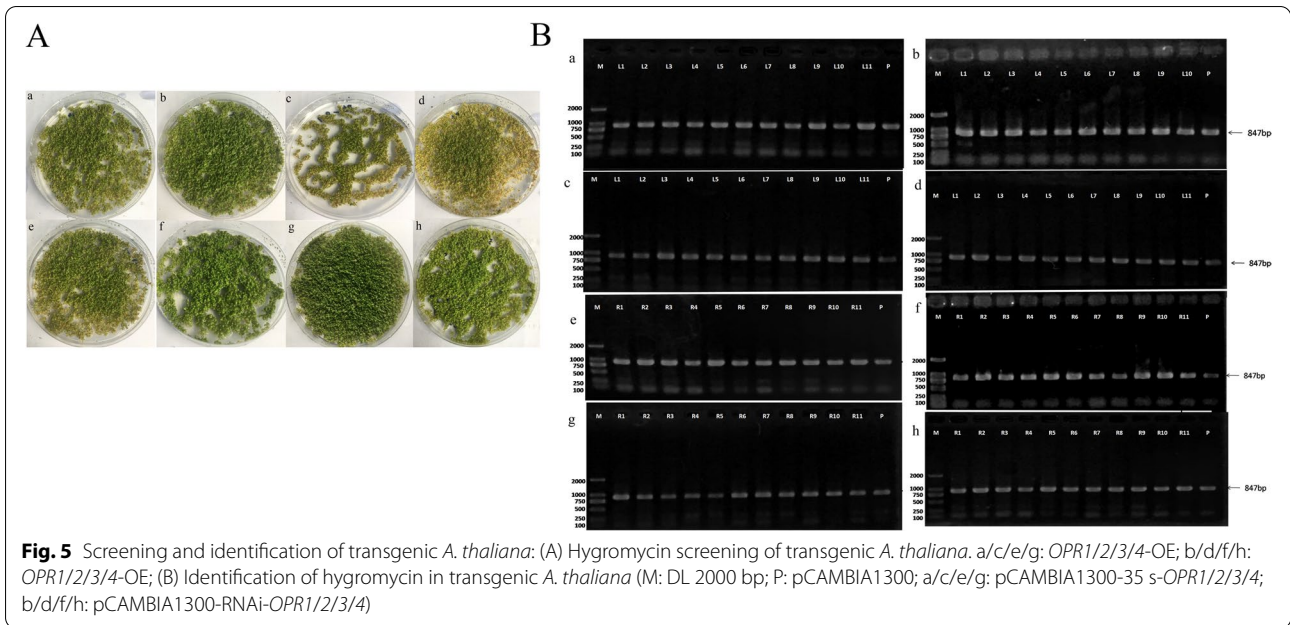 A
B
a b c d
e f g h
a
M L1 L2 L3 L4 L5 L6 L7 L8 L9 L10 L11 P
2000
1000
750
500
250
100
b
M L1 L2 L3 L4 L5 L6 L7 L8 L9 L10 P
2000
1000
750
500
250
100
847bp
c
M L1 L2 L3 L4 L5 L6 L7 L8 L9 L10 L11 P
2000
1000
750
500
250
100
d
M L1 L2 L3 L4 L5 L6 L7 L8 L9 L10 L11 P
2000
1000
750
500
250
100
847bp
e
M R1 R2 R3 R4 R5 R6 R7 R8 R9 R10 R11 P
2000
1000
750
500
250
100
f
M R1 R2 R3 R4 R5 R6 R7 R8 R9 R10 R11 P
2000
1000
750
500
250
100
847bp
g
M R1 R2 R3 R4 R5 R6 R7 R8 R9 R10 R11 P
2000
1000
750
500
250
100
h
M R1 R2 R3 R4 R5 R6 R7 R8 R9 R10 R11 P
2000
1000
750
500
250
100
847bp
Fig. 5 Screening and identification of transgenic A. thaliana: (A) Hygromycin screening of transgenic A. thaliana. a/c/e/g: OPR1/2/3/4-OE; b/d/f/h:
OPR1/2/3/4-OE; (B) Identification of hygromycin in transgenic A. thaliana (M: DL 2000 bp; P: pCAMBIA1300; a/c/e/g: pCAMBIA1300-35 s-OPR1/2/3/4;
b/d/f/h: pCAMBIA1300-RNAi-OPR1/2/3/4)